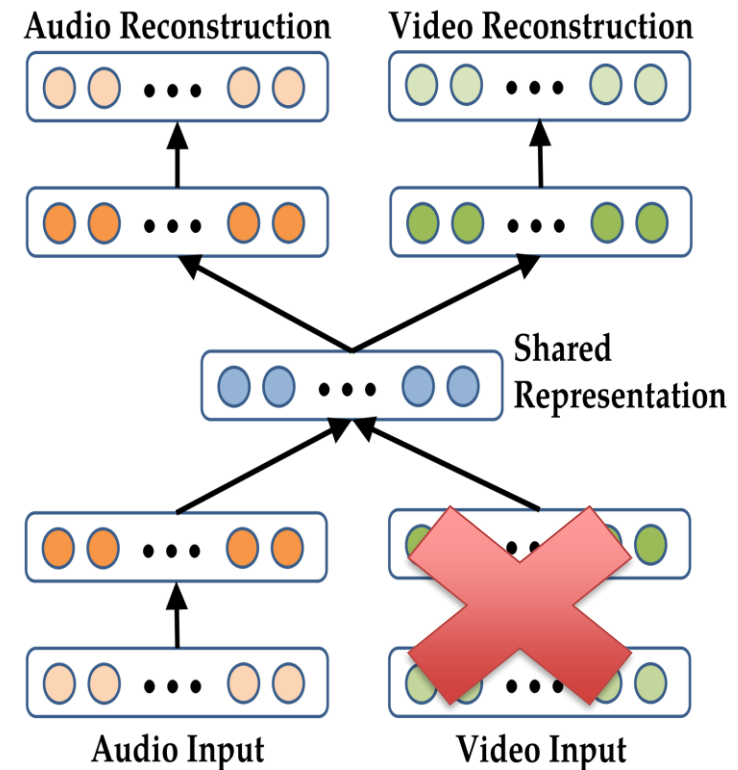 Audio Reconstruction
Video Reconstruction
Shared
Representation
Audio Input
Video Input